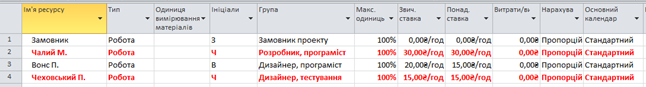 Ім'я ресурсу Тип Одиниця вимірювання матеріалів Ініціали Група Макс. одиниць Звич. ставка Понад. ставка Витрати/ви Нарахува Основний календар
1 Замовник Робота З Замовник проекту 100% 0,00₴/год 0,00₴/год 0,00₴ Пропорцій Стандартний
2 Чалий М. Робота Ч Розробник, програміст 100% 30,00₴/год 30,00₴/год 0,00₴ Пропорцій Стандартний
3 Вонс П. Робота В Дизайнер, програміст 100% 20,00₴/год 15,00₴/год 0,00₴ Пропорцій Стандартний
4 Чеховський П. Робота Ч Дизайнер, тестування 100% 15,00₴/год 15,00₴/год 0,00₴ Пропорцій Стандартний